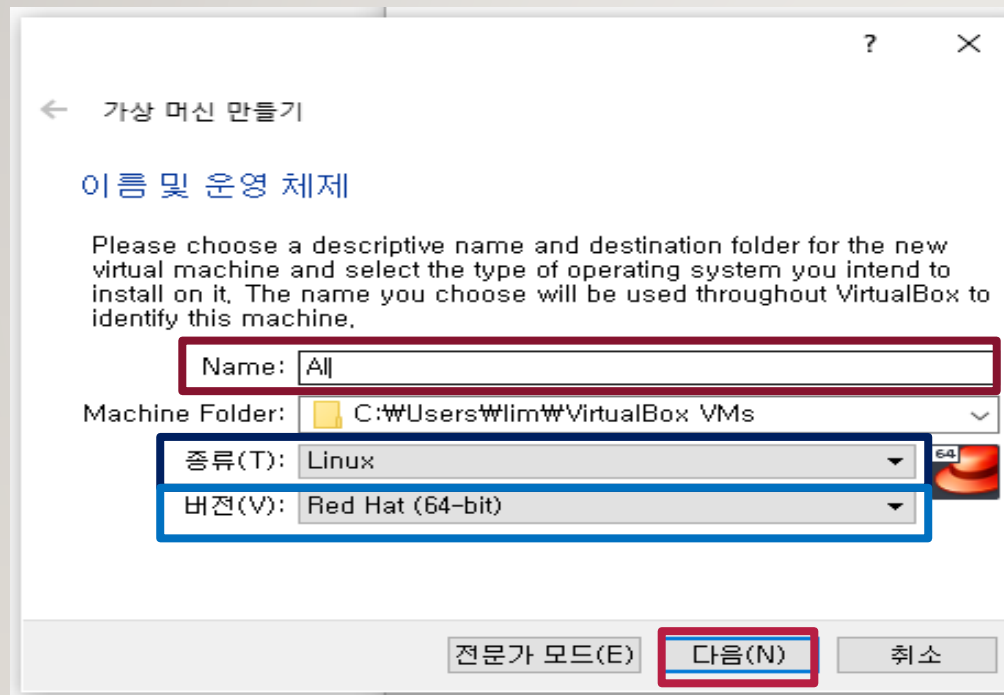 ?
가상 머신 만들기
이름 및 운영 체제
Please choose a descriptive name and destination folder for the new
virtual machine and select the type of operating system you intend to
install on it, The name you choose will be used throughout VirtualBox to
identify this machine,
Name: All
Machine Folder: C:₩Users₩lim₩VirtualBox VMs
종류(T): Linux
64
버전(V): Red Hat (64-bit)
전문가 모드(E) 다음(N) 취소